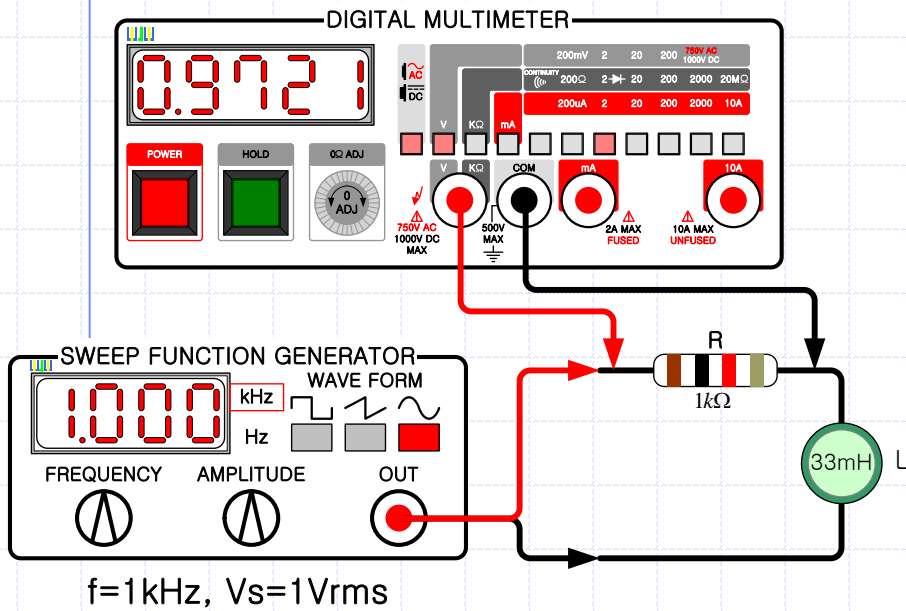 DIGITAL MULTIMETER
0.9721
AC
DC
200mV 2 20 200 750V AC
1000V DC
CONTINUITY 200Ω 2 20 200 2000 20MΩ
200uA 2 20 200 2000 10A
V KΩ mA
POWER HOLD 0Ω ADJ
0
ADJ
V KΩ COM mA 10A
750V AC
1000V DC
MAX
500V
MAX
2A MAX
FUSED
10A MAX
UNFUSED
SWEEP FUNCTION GENERATOR
1.000
kHz
Hz
WAVE FORM
FREQUENCY AMPLITUDE OUT
R
1kΩ
33mH L
f=1kHz, Vs=1Vrms